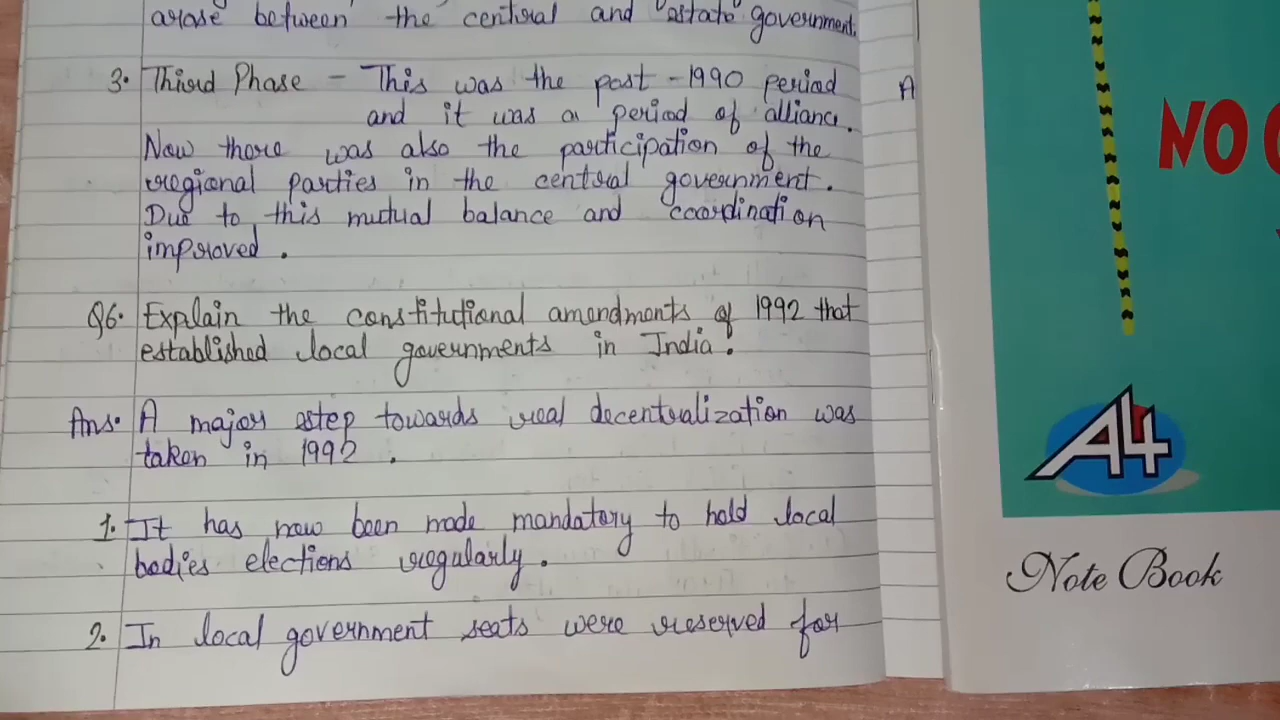 arose between the central and state government.
3. Third Phase - This was the post-1990 period
and it was a period of alliance.
Now there was also the participation of the
regional parties in the central government.
Due to this mutual balance and coordination
improved.
Q6. Explain the constitutional amendments of 1992 that
established local governments in India.
Ans. A major step towards real decentralization was
taken in 1992.
1. It has now been made mandatory to hold local
bodies elections regularly.
2. In local government seats were reserved for
A
NO
A4
Note Book